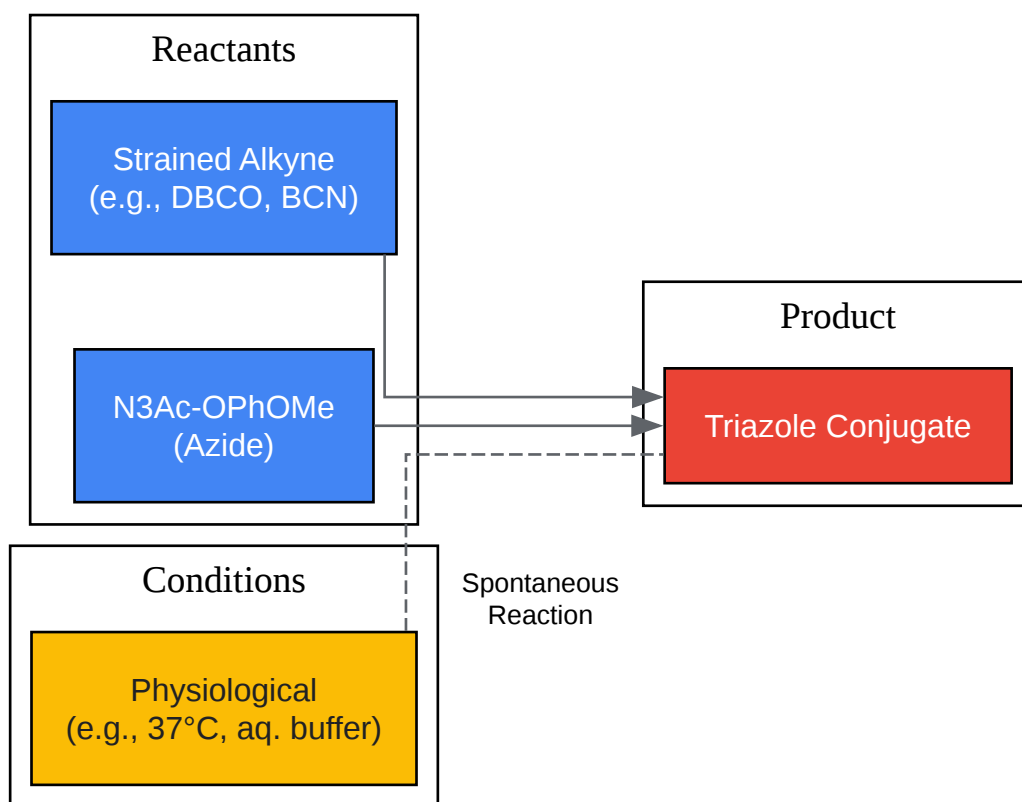 Reactants
Strained Alkyne
(e.g., DBCO, BCN)
N3Ac-OPhOMe
(Azide)
Product
Triazole Conjugate
Conditions
Physiological
(e.g., 37°C, aq. buffer)
Spontaneous
Reaction